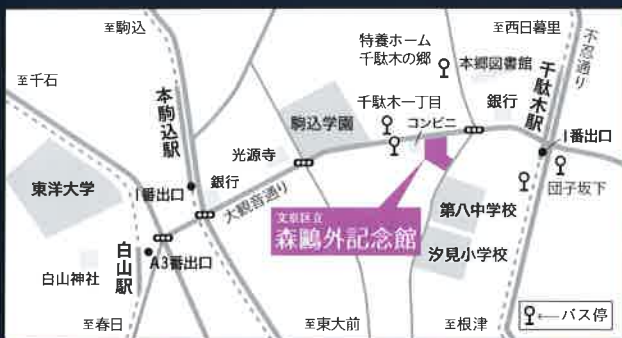 至駒込
至西日暮里
不忍通り
特養ホーム
千駄木の郷
本郷図書館
至千石
本駒込駅
千駄木駅
千駄木一丁目
銀行
駒込学園
コンビニ
1番出口
光源寺
東洋大学
1番出口
銀行
大観音通り
団子坂下
文京区立
森鷗外記念館
第八中学校
汐見小学校
白山駅
A3番出口
白山神社
至春日
至東大前
至根津
←バス停